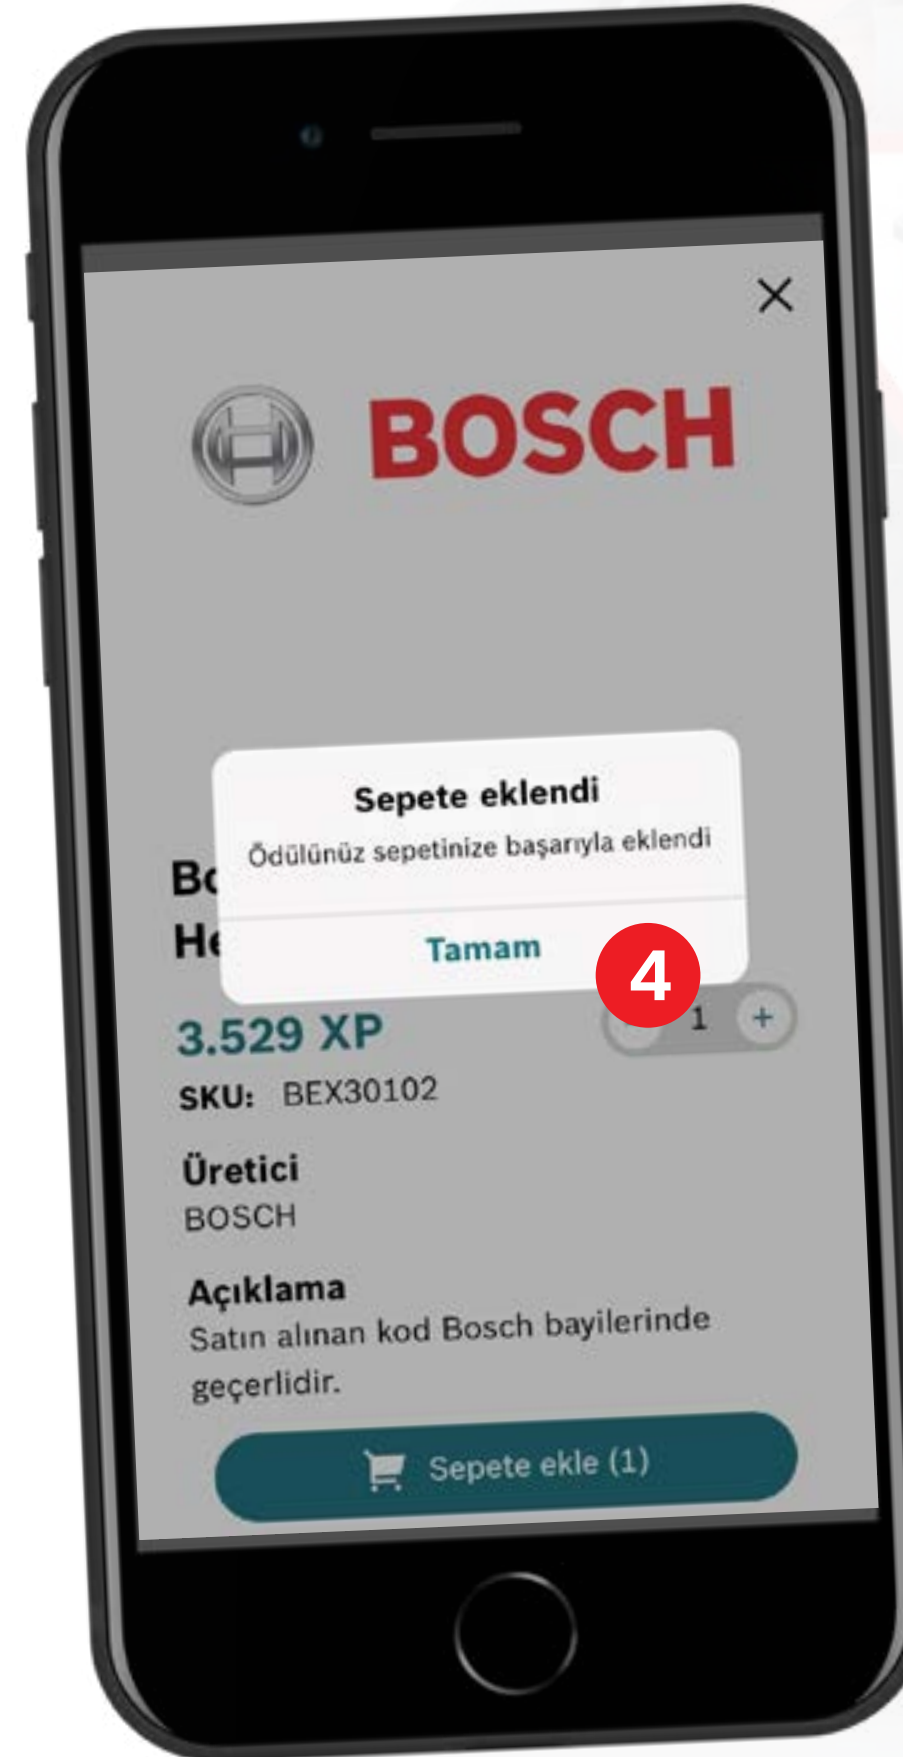 BOSCH
Sepete eklendi
Ödülünüz sepetinize başarıyla eklendi
Tamam
4
3.529 XP
1 +
SKU: BEX30102
Üretici
BOSCH
Açıklama
Satın alınan kod Bosch bayilerinde
geçerlidir.
Sepete ekle (1)